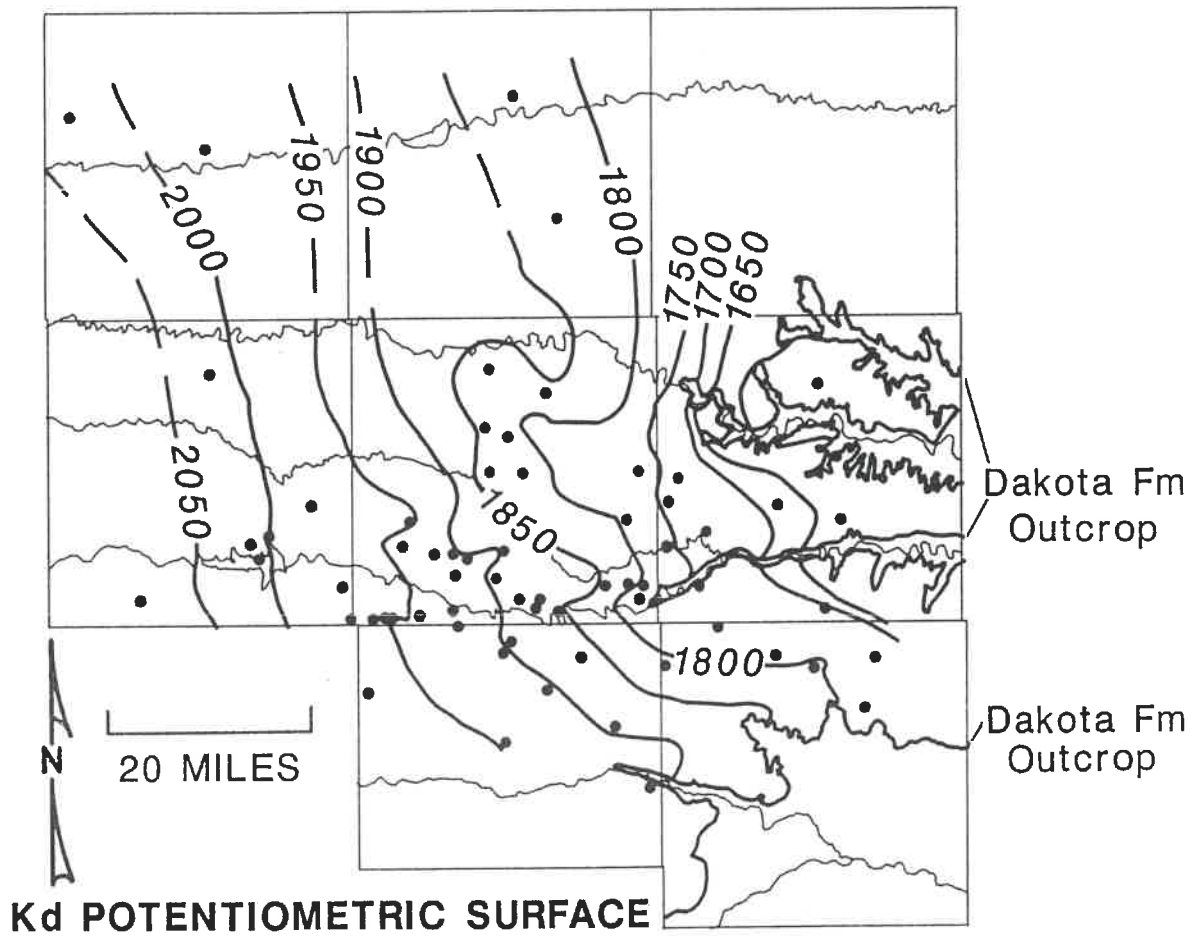 1950
1900
2000
1800
1750
1700
1650
2050
1850
Dakota Fm
Outcrop
1800
Dakota Fm
Outcrop
N
20 MILES
Kd POTENTIOMETRIC SURFACE